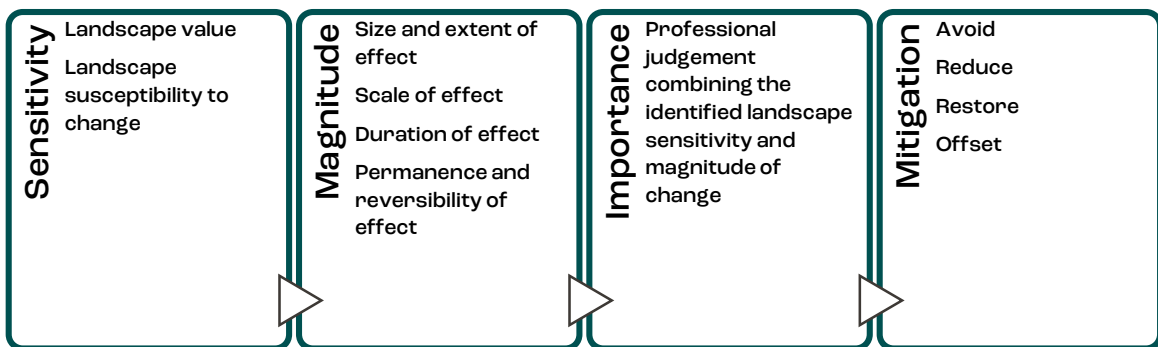 Sensitivity
Landscape value
Landscape
susceptibility to
change
Magnitude
Size and extent of
effect
Scale of effect
Duration of effect
Permanence and
reversibility of
effect
Importance
Professional
judgement
combining the
identified landscape
sensitivity and
magnitude of
change
Mitigation
Avoid
Reduce
Restore
Offset